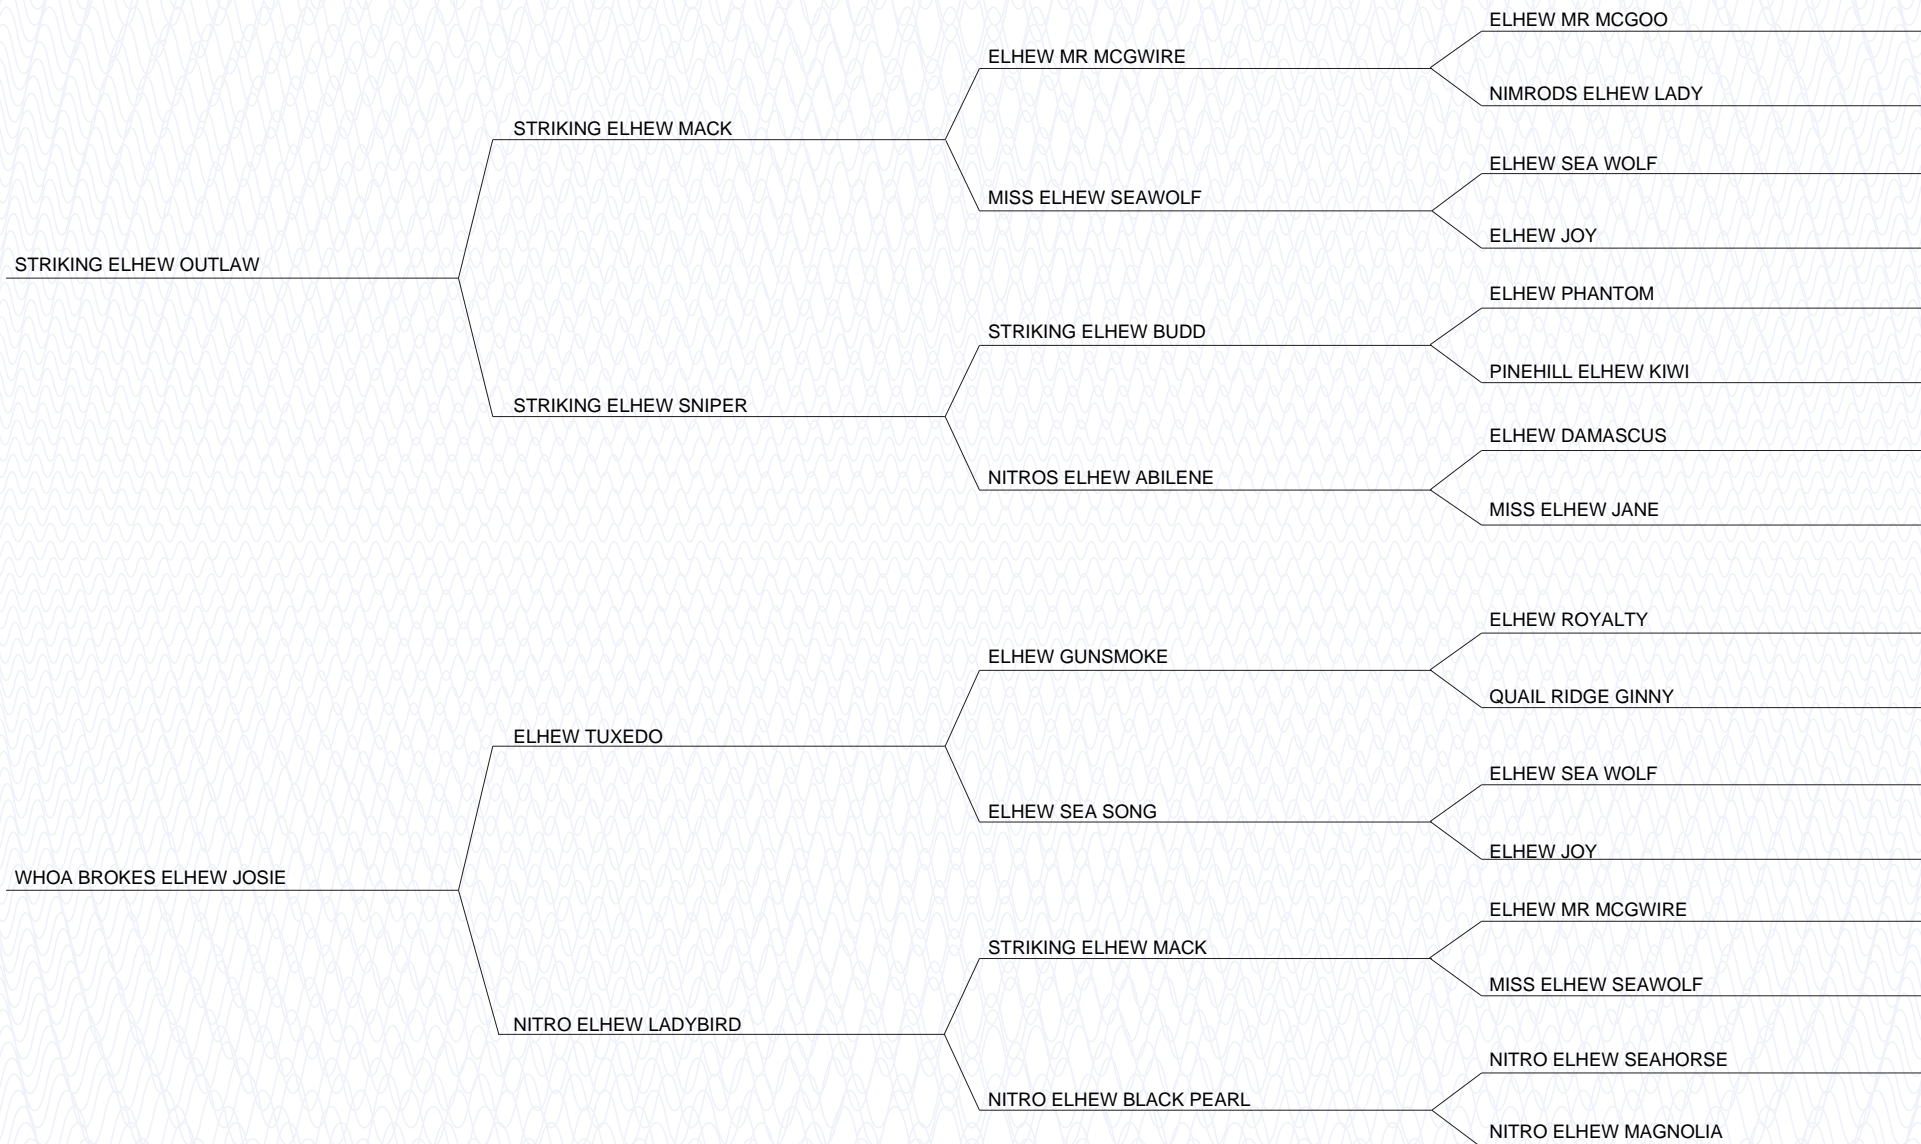 ELHEW MR MCGOO
ELHEW MR MCGWIRE
NIMRODS ELHEW LADY
STRIKING ELHEW MACK
ELHEW SEA WOLF
MISS ELHEW SEAWOLF
ELHEW JOY
STRIKING ELHEW OUTLAW
ELHEW PHANTOM
STRIKING ELHEW BUDD
PINEHILL ELHEW KIWI
STRIKING ELHEW SNIPER
ELHEW DAMASCUS
NITROS ELHEW ABILENE
MISS ELHEW JANE
ELHEW ROYALTY
ELHEW GUNSMOKE
QUAIL RIDGE GINNY
ELHEW TUXEDO
ELHEW SEA WOLF
ELHEW SEA SONG
ELHEW JOY
WHOA BROKES ELHEW JOSIE
ELHEW MR MCGWIRE
STRIKING ELHEW MACK
MISS ELHEW SEAWOLF
NITRO ELHEW LADYBIRD
NITRO ELHEW SEAHORSE
NITRO ELHEW BLACK PEARL
NITRO ELHEW MAGNOLIA